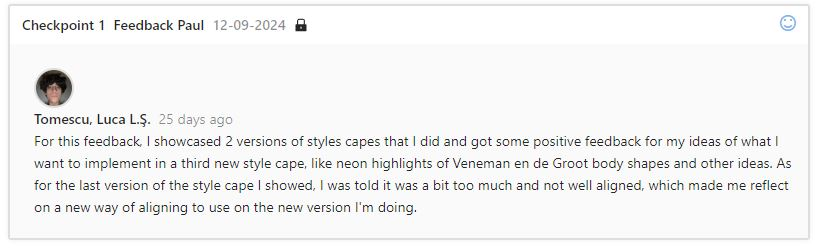 Checkpoint 1 Feedback Paul 12-09-2024
Tomescu, Luca L.Ş. 25 days ago
For this feedback, I showcased 2 versions of styles capes that I did and got some positive feedback for my ideas of what I
want to implement in a third new style cape, like neon highlights of Veneman en de Groot body shapes and other ideas. As
for the last version of the style cape I showed, I was told it was a bit too much and not well aligned, which made me reflect
on a new way of aligning to use on the new version I'm doing.